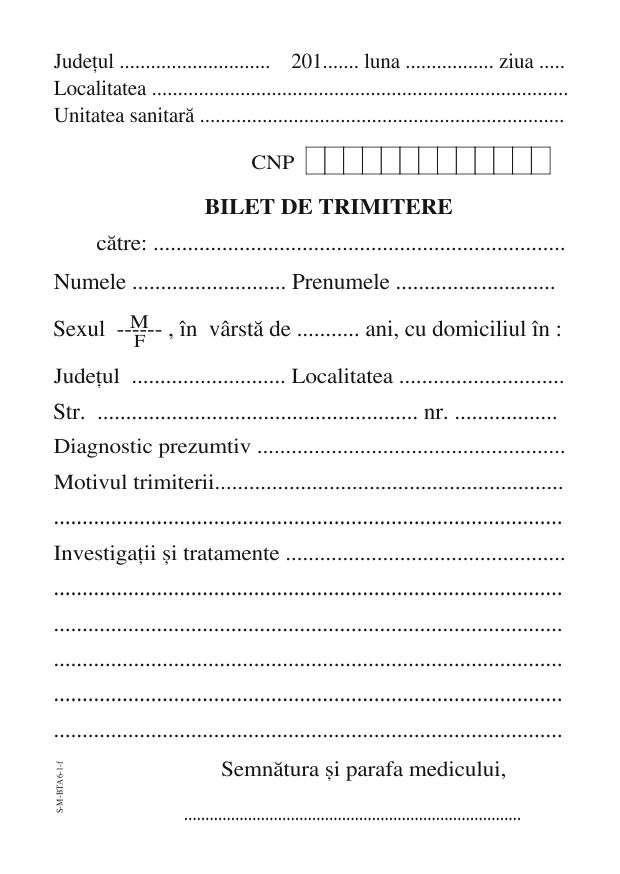 Județul ............................. 201....... luna ................. ziua .....
Localitatea ................................................................................
Unitatea sanitară ......................................................................
CNP
BILET DE TRIMITERE
către: ........................................................................
Numele ........................... Prenumele ............................
Sexul --M/F-- , în vârstă de ........... ani, cu domiciliul în :
Județul ........................... Localitatea .............................
Str. ........................................................ nr. ..................
Diagnostic prezumtiv ......................................................
Motivul trimiterii.............................................................
.........................................................................................
Investigații și tratamente .................................................
.........................................................................................
.........................................................................................
.........................................................................................
.........................................................................................
.........................................................................................
Semnătura și parafa medicului,
...............................................................................
S-M-BTA6-1-f